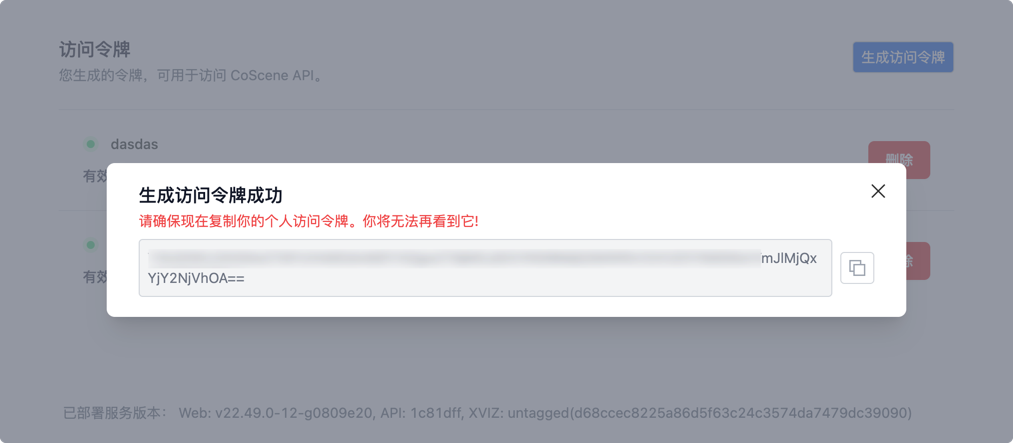 访问令牌
生成访问令牌
您生成的令牌，可用于访问 CoScene API。
dasdas
删除
有效
生成访问令牌成功
请确保现在复制你的个人访问令牌。你将无法再看到它!
mJlMjQx
YjY2NjVhOA==
除
有效
已部署服务版本： Web: v22.49.0-12-g0809e20, API: 1c81dff, XVIZ: untagged(d68ccec8225a86d5f63c24c3574da7479dc39090)